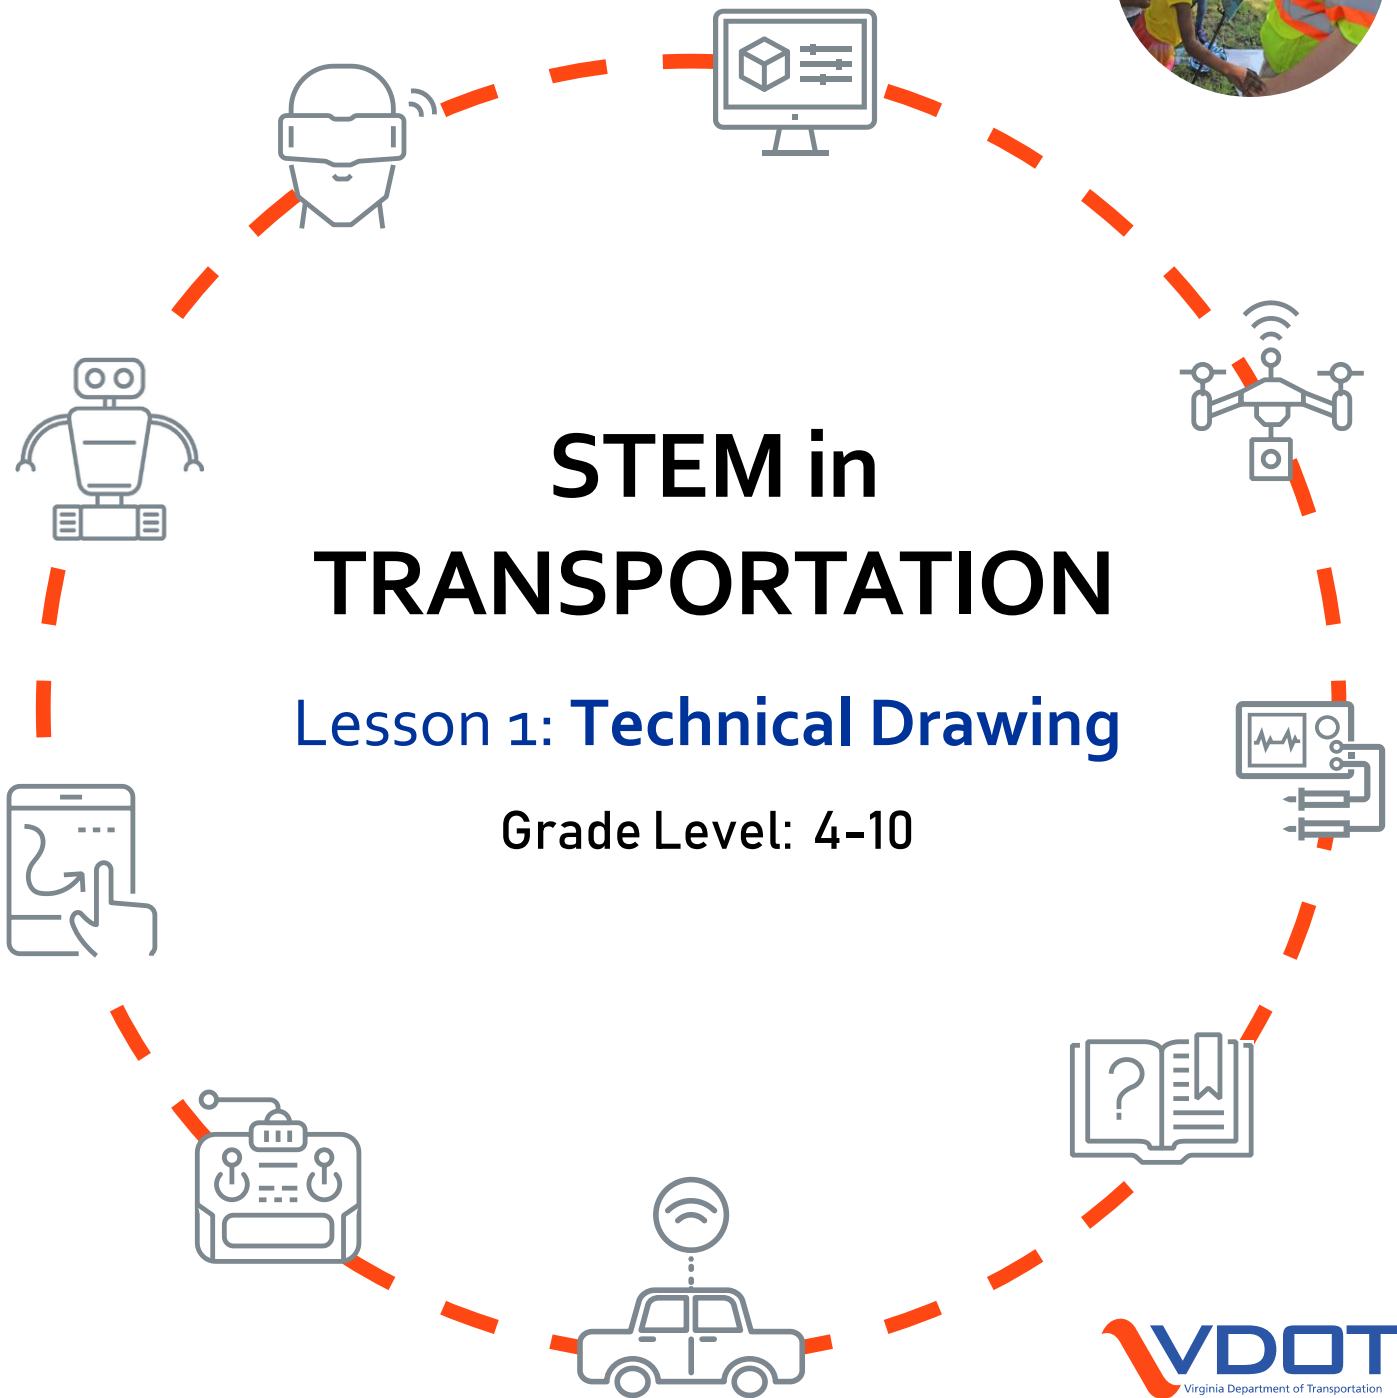 STEM in
TRANSPORTATION
Lesson 1: Technical Drawing
Grade Level: 4-10
?
VDOT
Virginia Department of Transportation